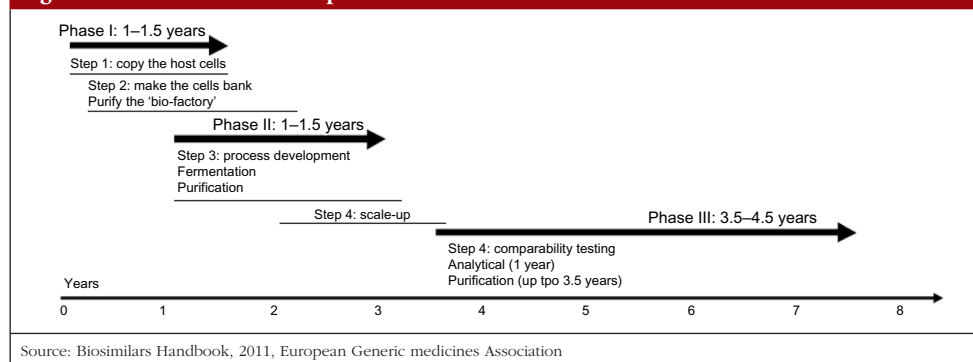 Phase I: 1–1.5 years
Step 1: copy the host cells
Step 2: make the cells bank
Purify the ‘bio-factory’
Phase II: 1–1.5 years
Step 3: process development
Fermentation
Purification
Step 4: scale-up
Phase III: 3.5–4.5 years
Step 4: comparability testing
Analytical (1 year)
Purification (up tpo 3.5 years)
Years
0 1 2 3 4 5 6 7 8
Source: Biosimilars Handbook, 2011, European Generic medicines Association